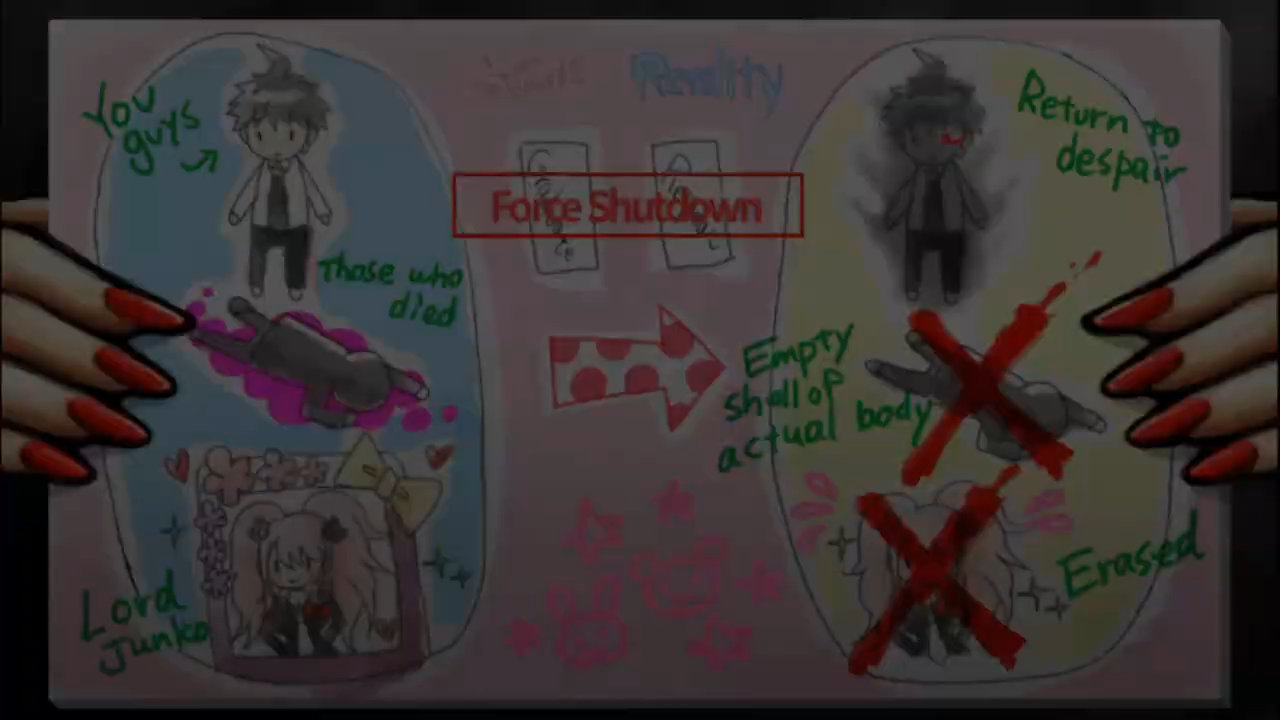 You
guys
Reality
Return to
despair
Force Shutdown
Those who
died
Empty
shell of
actual body
Lord
Junko
Erased